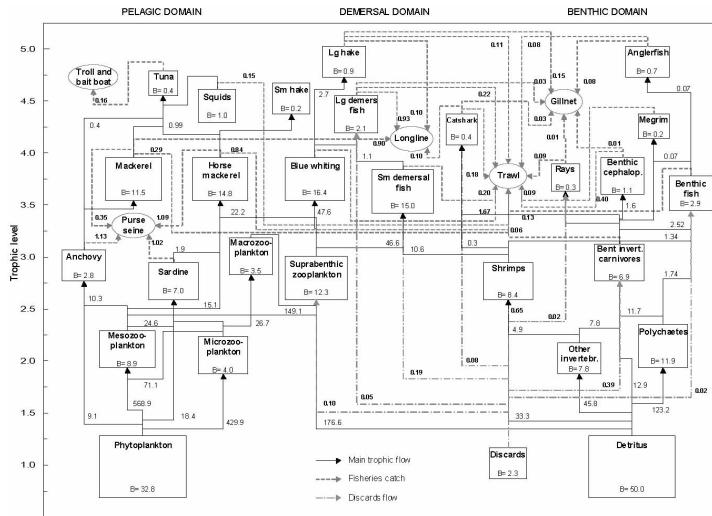 PELAGIC DOMAIN
DEMERSAL DOMAIN
BENTHIC DOMAIN
Trophic level
5.0
4.5
4.0
3.5
3.0
2.5
2.0
1.5
1.0
Troll and
bait boat
Tuna
B= 0.4
Squids
B= 1.0
Sm hake
B= 0.2
Lg hake
B= 0.9
Lg demers
fish
B= 2.1
Catshark
B= 0.4
Longline
Trawl
Gillnet
Anglerfish
B= 0.7
Megrim
B= 0.2
Mackerel
B= 11.5
Horse
mackerel
B= 14.8
Blue whiting
B= 16.4
Sm demersal
fish
B= 15.0
Rays
B= 0.3
Benthic
cephalop.
B= 1.1
Benthic
fish
B= 2.9
Purse
seine
Anchovy
B= 2.8
Sardine
B= 7.0
Macrozoo-
plankton
B= 3.5
Suprabenthic
zooplankton
B= 12.3
Shrimps
B= 8.4
Bent invert.
carnivores
B= 6.9
Mesozoo-
plankton
B= 8.9
Microzoo-
plankton
B= 4.0
Other
invertebr.
B= 7.8
Polychaetes
B= 11.9
Phytoplankton
B= 32.8
Discards
B= 2.3
Detritus
B= 50.0
0.16
0.15
0.4
0.99
2.7
0.11
0.08
0.15
0.03
0.08
0.22
0.03
0.93
0.10
0.90
0.10
0.07
0.29
0.84
1.1
0.18
0.09
0.01
0.01
0.07
0.20
0.09
0.40
0.35
1.09
22.2
47.6
1.67
0.13
1.6
1.13
1.02
1.9
0.06
2.52
46.6
10.6
0.3
1.34
10.3
15.1
149.1
1.74
24.6
26.7
0.65
0.02
4.9
7.8
11.7
71.1
0.08
0.19
568.9
0.05
0.39
12.9
0.02
9.1
18.4
429.9
0.18
176.6
33.3
45.8
123.2
Main trophic flow
Fisheries catch
Discards flow